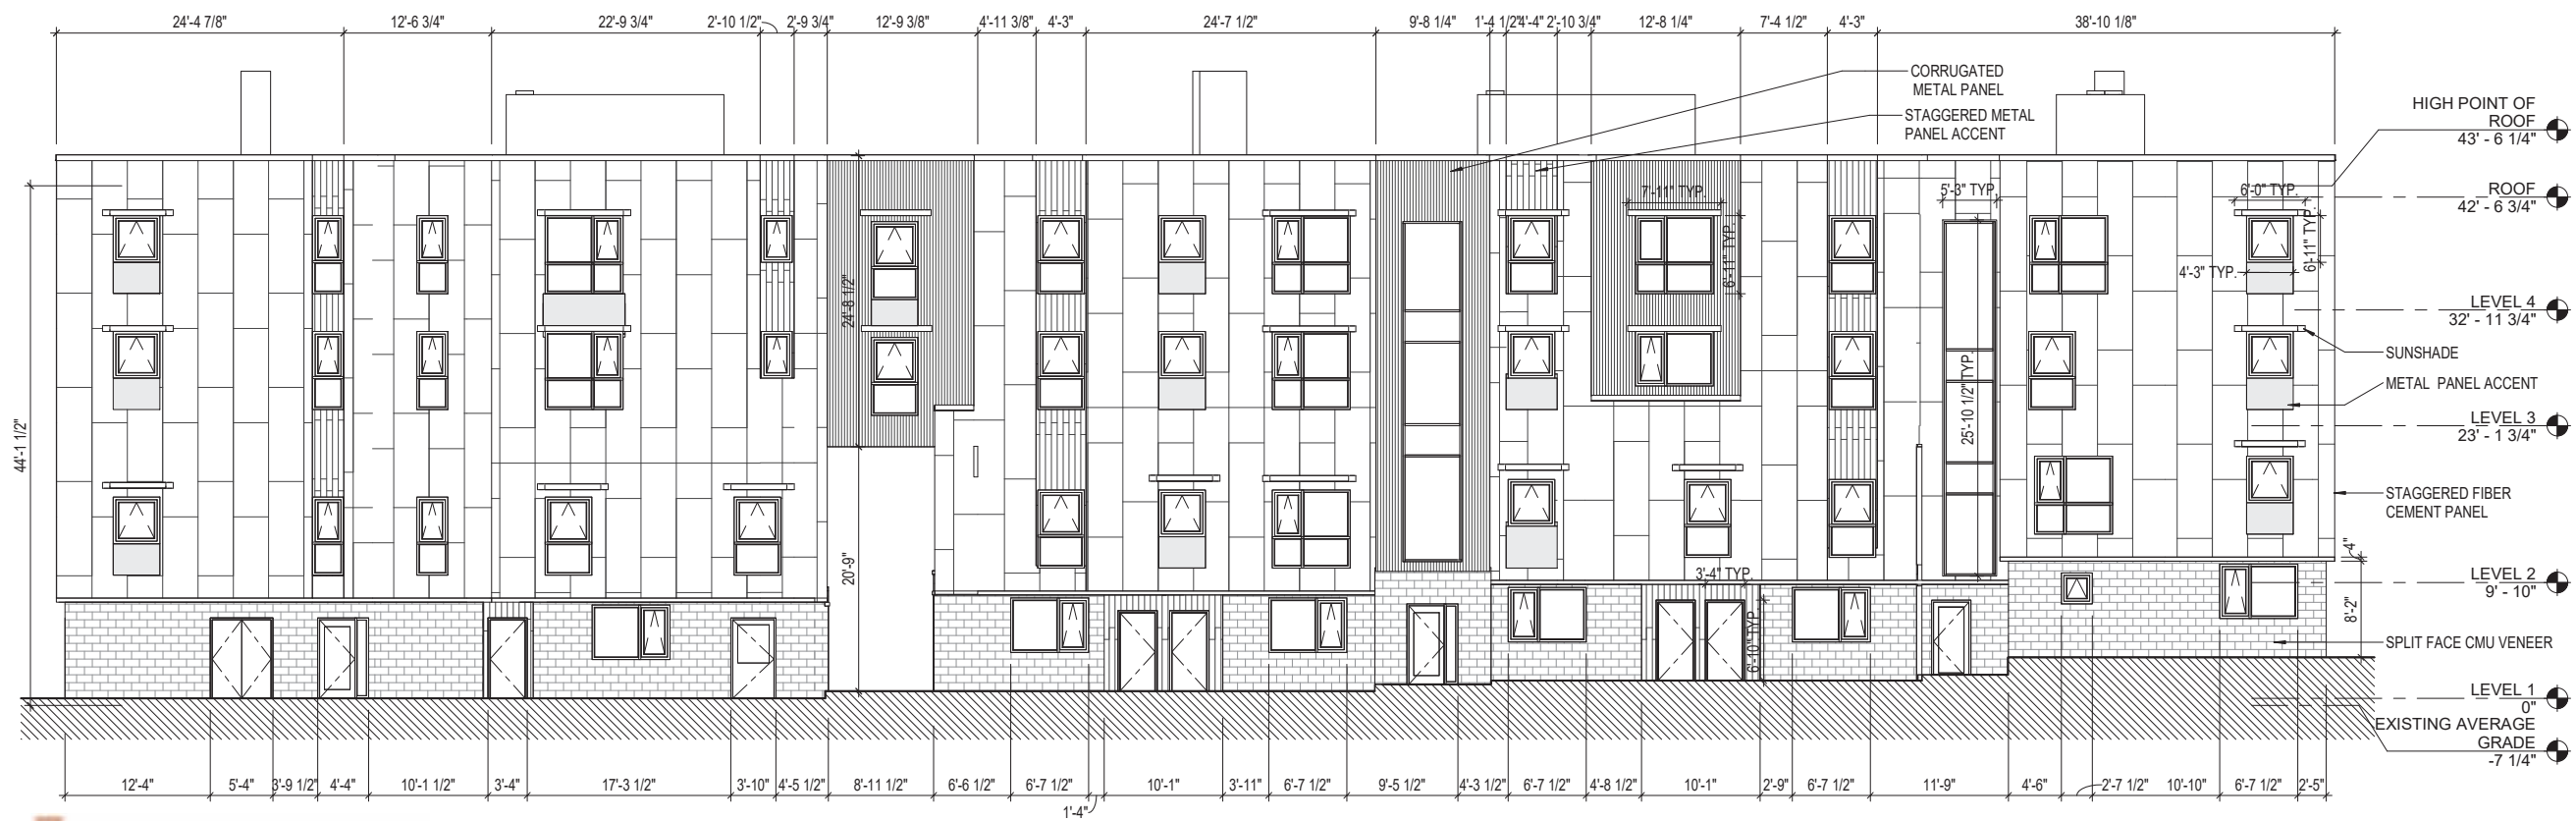 24'-4 7/8" 12'-6 3/4" 22'-9 3/4" 2'-10 1/2" 2'-9 3/4" 12'-9 3/8" 4'-11 3/8" 4'-3" 24'-7 1/2" 9'-8 1/4" 1'-4 1/2" 4'-4" 2'-10 3/4" 12'-8 1/4" 7'-4 1/2" 4'-3" 38'-10 1/8"
CORRUGATED
METAL PANEL
STAGGERED METAL
PANEL ACCENT
HIGH POINT OF
ROOF
43' - 6 1/4"
ROOF
42' - 6 3/4"
7'-11" TYP.
6'-11" TYP.
5'-3" TYP.
6'-0" TYP.
6'-11" TYP.
4'-3" TYP.
LEVEL 4
32' - 11 3/4"
SUNSHADE
METAL PANEL ACCENT
LEVEL 3
23' - 1 3/4"
44'-1 1/2"
24'-8 1/2"
20'-9"
25'-10 1/2" TYP.
STAGGERED FIBER
CEMENT PANEL
4"
3'-4" TYP.
6'-10" TYP.
LEVEL 2
9' - 10"
8'-2"
SPLIT FACE CMU VENEER
LEVEL 1
0"
EXISTING AVERAGE
GRADE
-7 1/4"
12'-4" 5'-4" 3'-9 1/2" 4'-4" 10'-1 1/2" 3'-4" 17'-3 1/2" 3'-10" 4'-5 1/2" 8'-11 1/2" 6'-6 1/2" 6'-7 1/2" 10'-1" 3'-11" 6'-7 1/2" 9'-5 1/2" 4'-3 1/2" 6'-7 1/2" 4'-8 1/2" 10'-1" 2'-9" 6'-7 1/2" 11'-9" 4'-6" 2'-7 1/2" 10'-10" 6'-7 1/2" 2'-5"
1'-4"